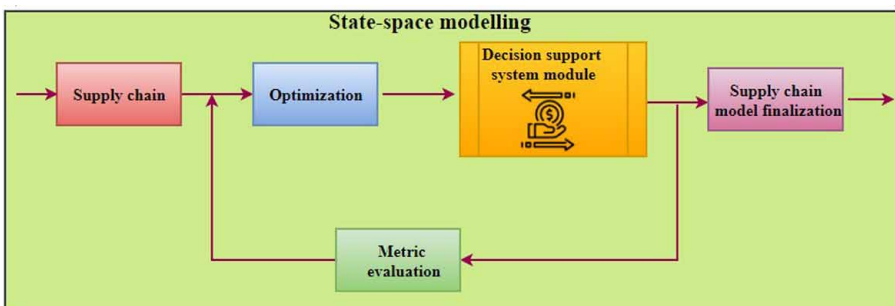 State-space modelling
Decision support
system module
Supply chain
Optimization
$
Supply chain
model finalization
Metric
evaluation